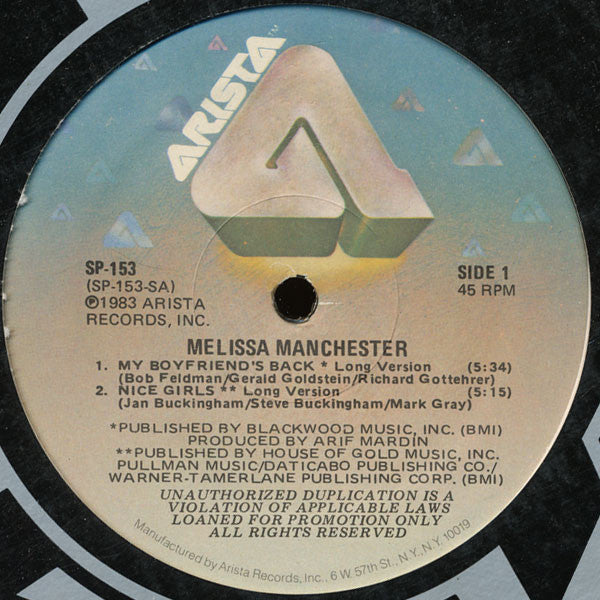 ARISTA™
SP-153
(SP-153-SA)
℗1983 ARISTA
RECORDS, INC.
SIDE 1
45 RPM
MELISSA MANCHESTER
1. MY BOYFRIEND'S BACK * Long Version (5:34)
(Bob Feldman/Gerald Goldstein/Richard Gottehrer)
2. NICE GIRLS ** Long Version (5:15)
(Jan Buckingham/Steve Buckingham/Mark Gray)
*PUBLISHED BY BLACKWOOD MUSIC, INC. (BMI)
PRODUCED BY ARIF MARDIN
**PUBLISHED BY HOUSE OF GOLD MUSIC, INC.
PULLMAN MUSIC/DATICABO PUBLISHING CO./
WARNER-TAMERLANE PUBLISHING CORP. (BMI)
UNAUTHORIZED DUPLICATION IS A
VIOLATION OF APPLICABLE LAWS
LOANED FOR PROMOTION ONLY
ALL RIGHTS RESERVED
Manufactured by Arista Records, Inc., 6 W. 57th St., N.Y., N.Y. 10019